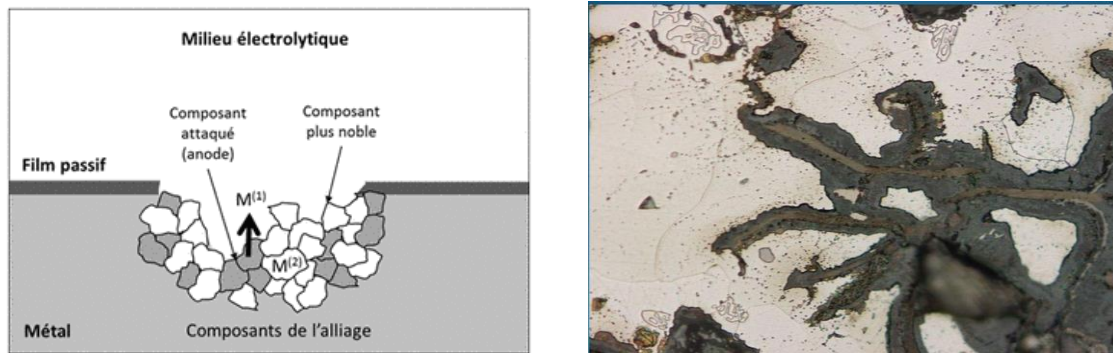 Milieu électrolytique
Composant
attaqué
(anode)
Composant
plus noble
Film passif
M(1)
M(2)
Métal
Composants de l'alliage